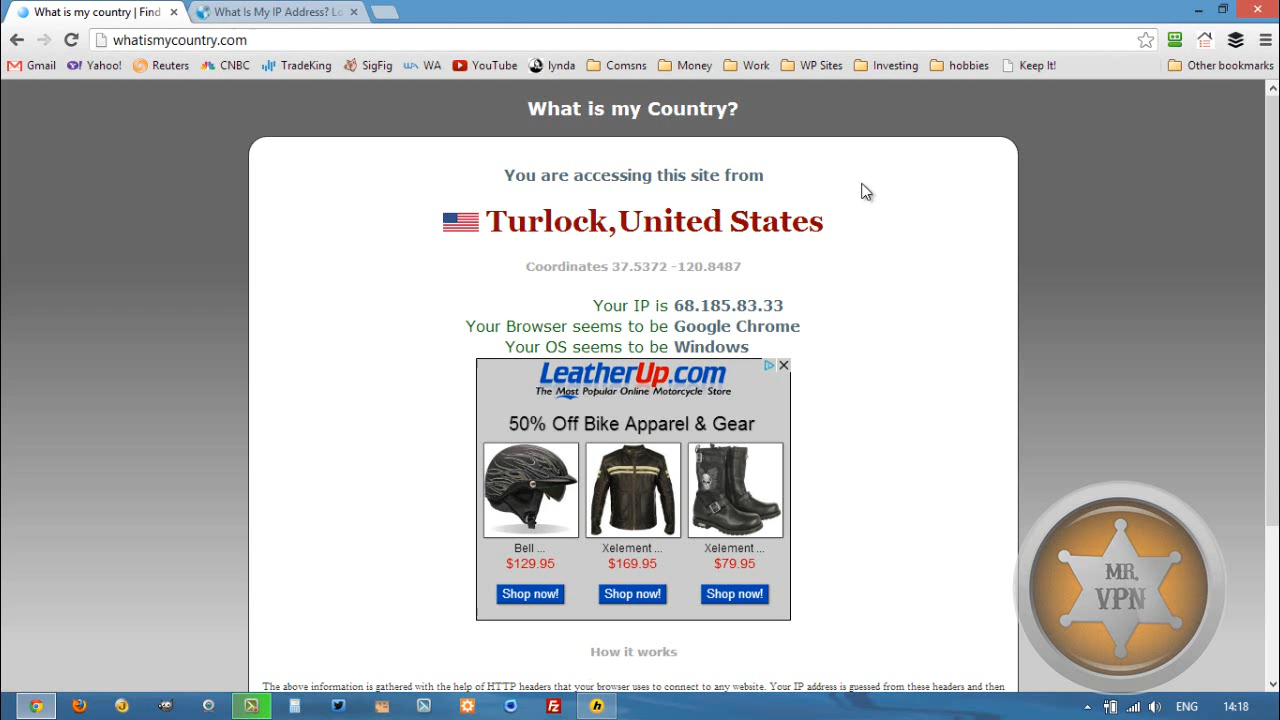 What is my country | Find
What Is My IP Address? Lo
whatismycountry.com
Gmail Yahoo! Reuters CNBC TradeKing SigFig WA YouTube lynda Comsns Money Work WP Sites Investing hobbies Keep It! Other bookmarks
What is my Country?
You are accessing this site from
Turlock,United States
Coordinates 37.5372 -120.8487
Your IP is 68.185.83.33
Your Browser seems to be Google Chrome
Your OS seems to be Windows
LeatherUp.com
The Most Popular Online Motorcycle Store
50% Off Bike Apparel & Gear
Bell ... Xelement ... Xelement ...
$129.95 $169.95 $79.95
Shop now! Shop now! Shop now!
MR.
VPN
How it works
The above information is gathered with the help of HTTP headers that your browser uses to connect to any website. Your IP address is guessed from these headers and then
ENG 14:18